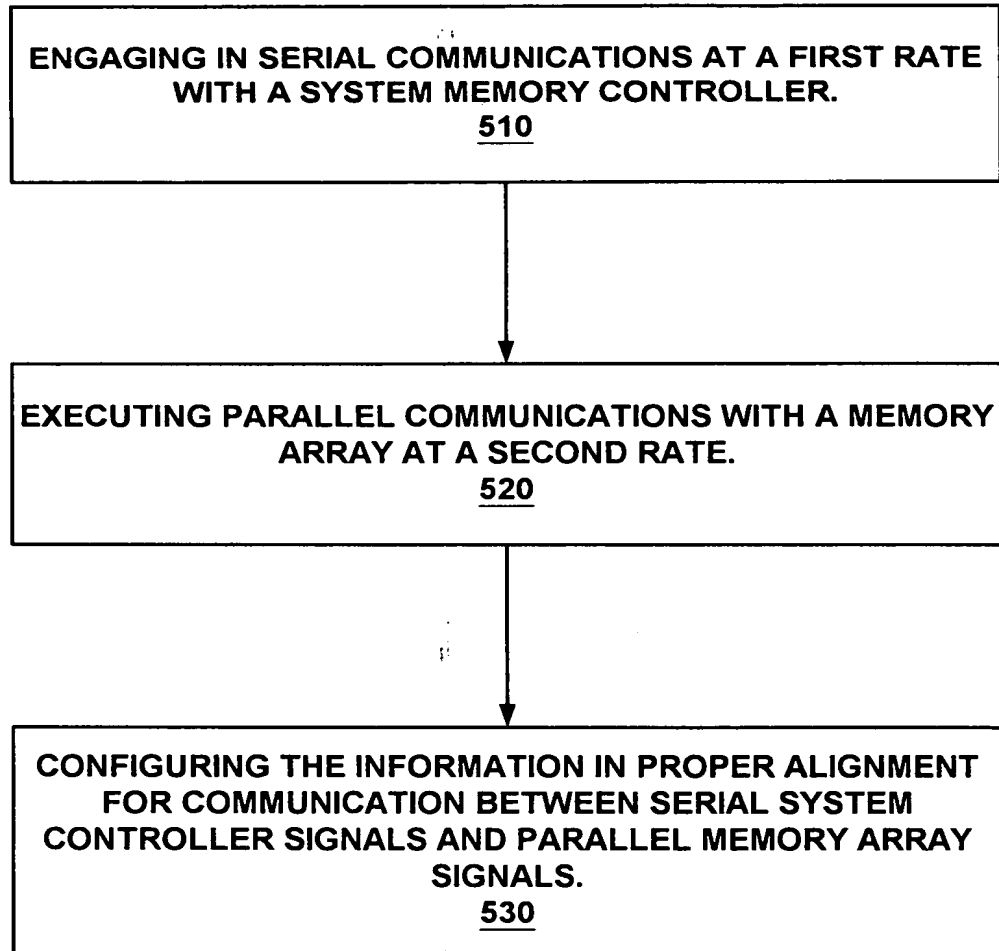 ENGAGING IN SERIAL COMMUNICATIONS AT A FIRST RATE
WITH A SYSTEM MEMORY CONTROLLER.
510
EXECUTING PARALLEL COMMUNICATIONS WITH A MEMORY
ARRAY AT A SECOND RATE.
520
CONFIGURING THE INFORMATION IN PROPER ALIGNMENT
FOR COMMUNICATION BETWEEN SERIAL SYSTEM
CONTROLLER SIGNALS AND PARALLEL MEMORY ARRAY
SIGNALS.
530